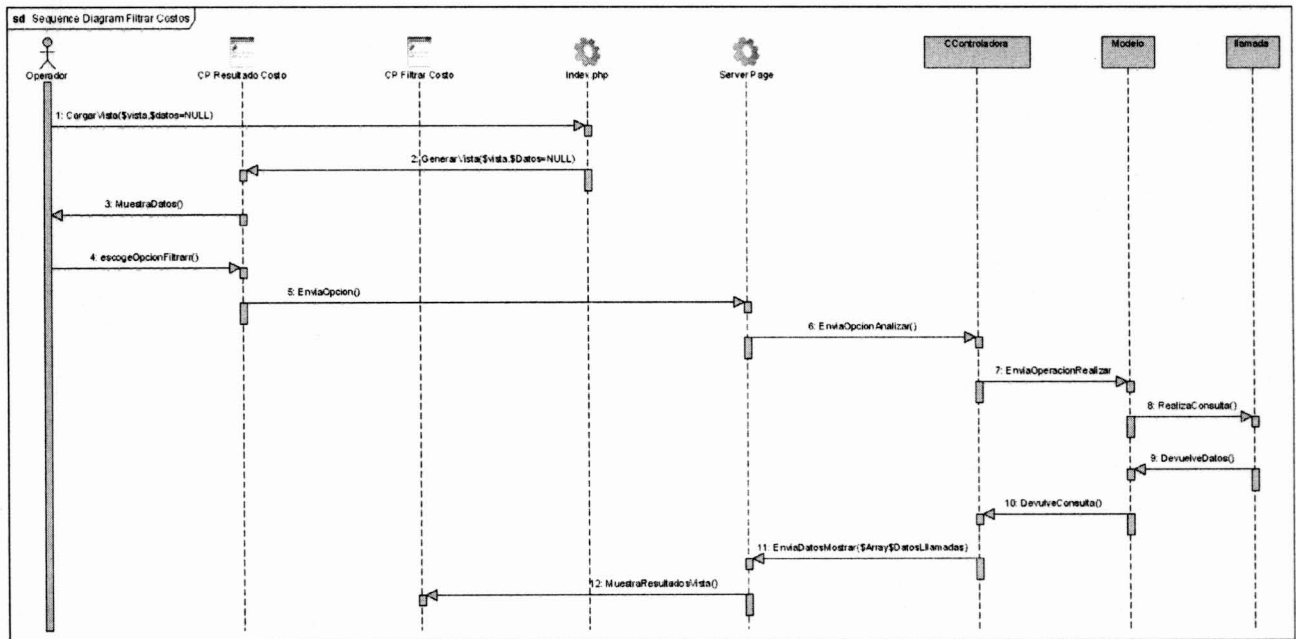 sd Sequence Diagram Filtrar Costos
Operador
CP Resultado Costo
CP Filtrar Costo
Index.php
Server Page
CControladora
Modelo
llamada
1: CargarVista($vista,$datos=NULL)
2: GenerarVista($vista,$Datos=NULL)
3: MuestraDatos()
4: escogeOpcionFiltrarr()
5: EnviaOpcion()
6: EnviaOpcionAnalizar()
7: EnviaOperacionRealizar
8: RealizaConsulta()
9: DevuelveDatos()
10: DevulveConsulta()
11: EnviaDatosMostrar($Array$DatosLllamadas)
12: MuestraResultadosVista()